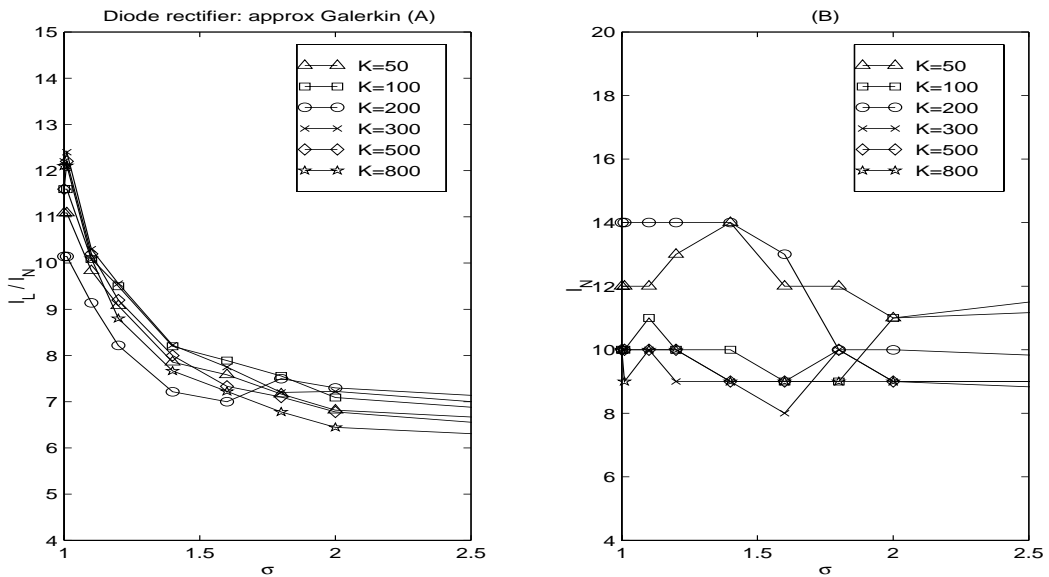 Diode rectifier: approx Galerkin (A)
15
14
13
12
11
10
9
8
7
6
5
4
I_L / I_N
1
1.5
2
2.5
σ
K=50
K=100
K=200
K=300
K=500
K=800
(B)
20
18
16
14
12
10
8
6
4
I_N
1
1.5
2
2.5
σ
K=50
K=100
K=200
K=300
K=500
K=800